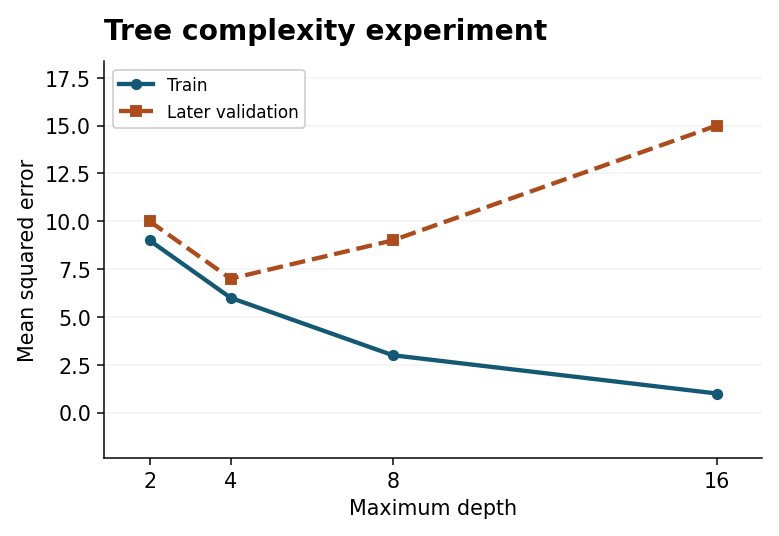 Tree complexity experiment
Train
Later validation
Mean squared error
17.5
15.0
12.5
10.0
7.5
5.0
2.5
0.0
2 4 8 16
Maximum depth